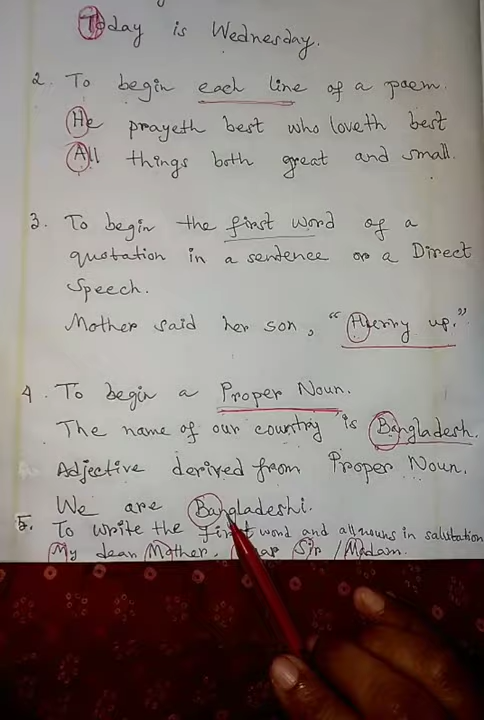 Today is Wednesday.
2. To begin each line of a poem.
He prayeth best who loveth best
All things both great and small.
3. To begin the first word of a
quotation in a sentence or a Direct
Speech.
Mother said her son, "Hurry up."
4. To begin a Proper Noun.
The name of our country is Bangladesh.
Adjective derived from Proper Noun.
We are Bangladeshi.
5. To write the first word and all nouns in salutation
My dear Mother, Sir / Madam.